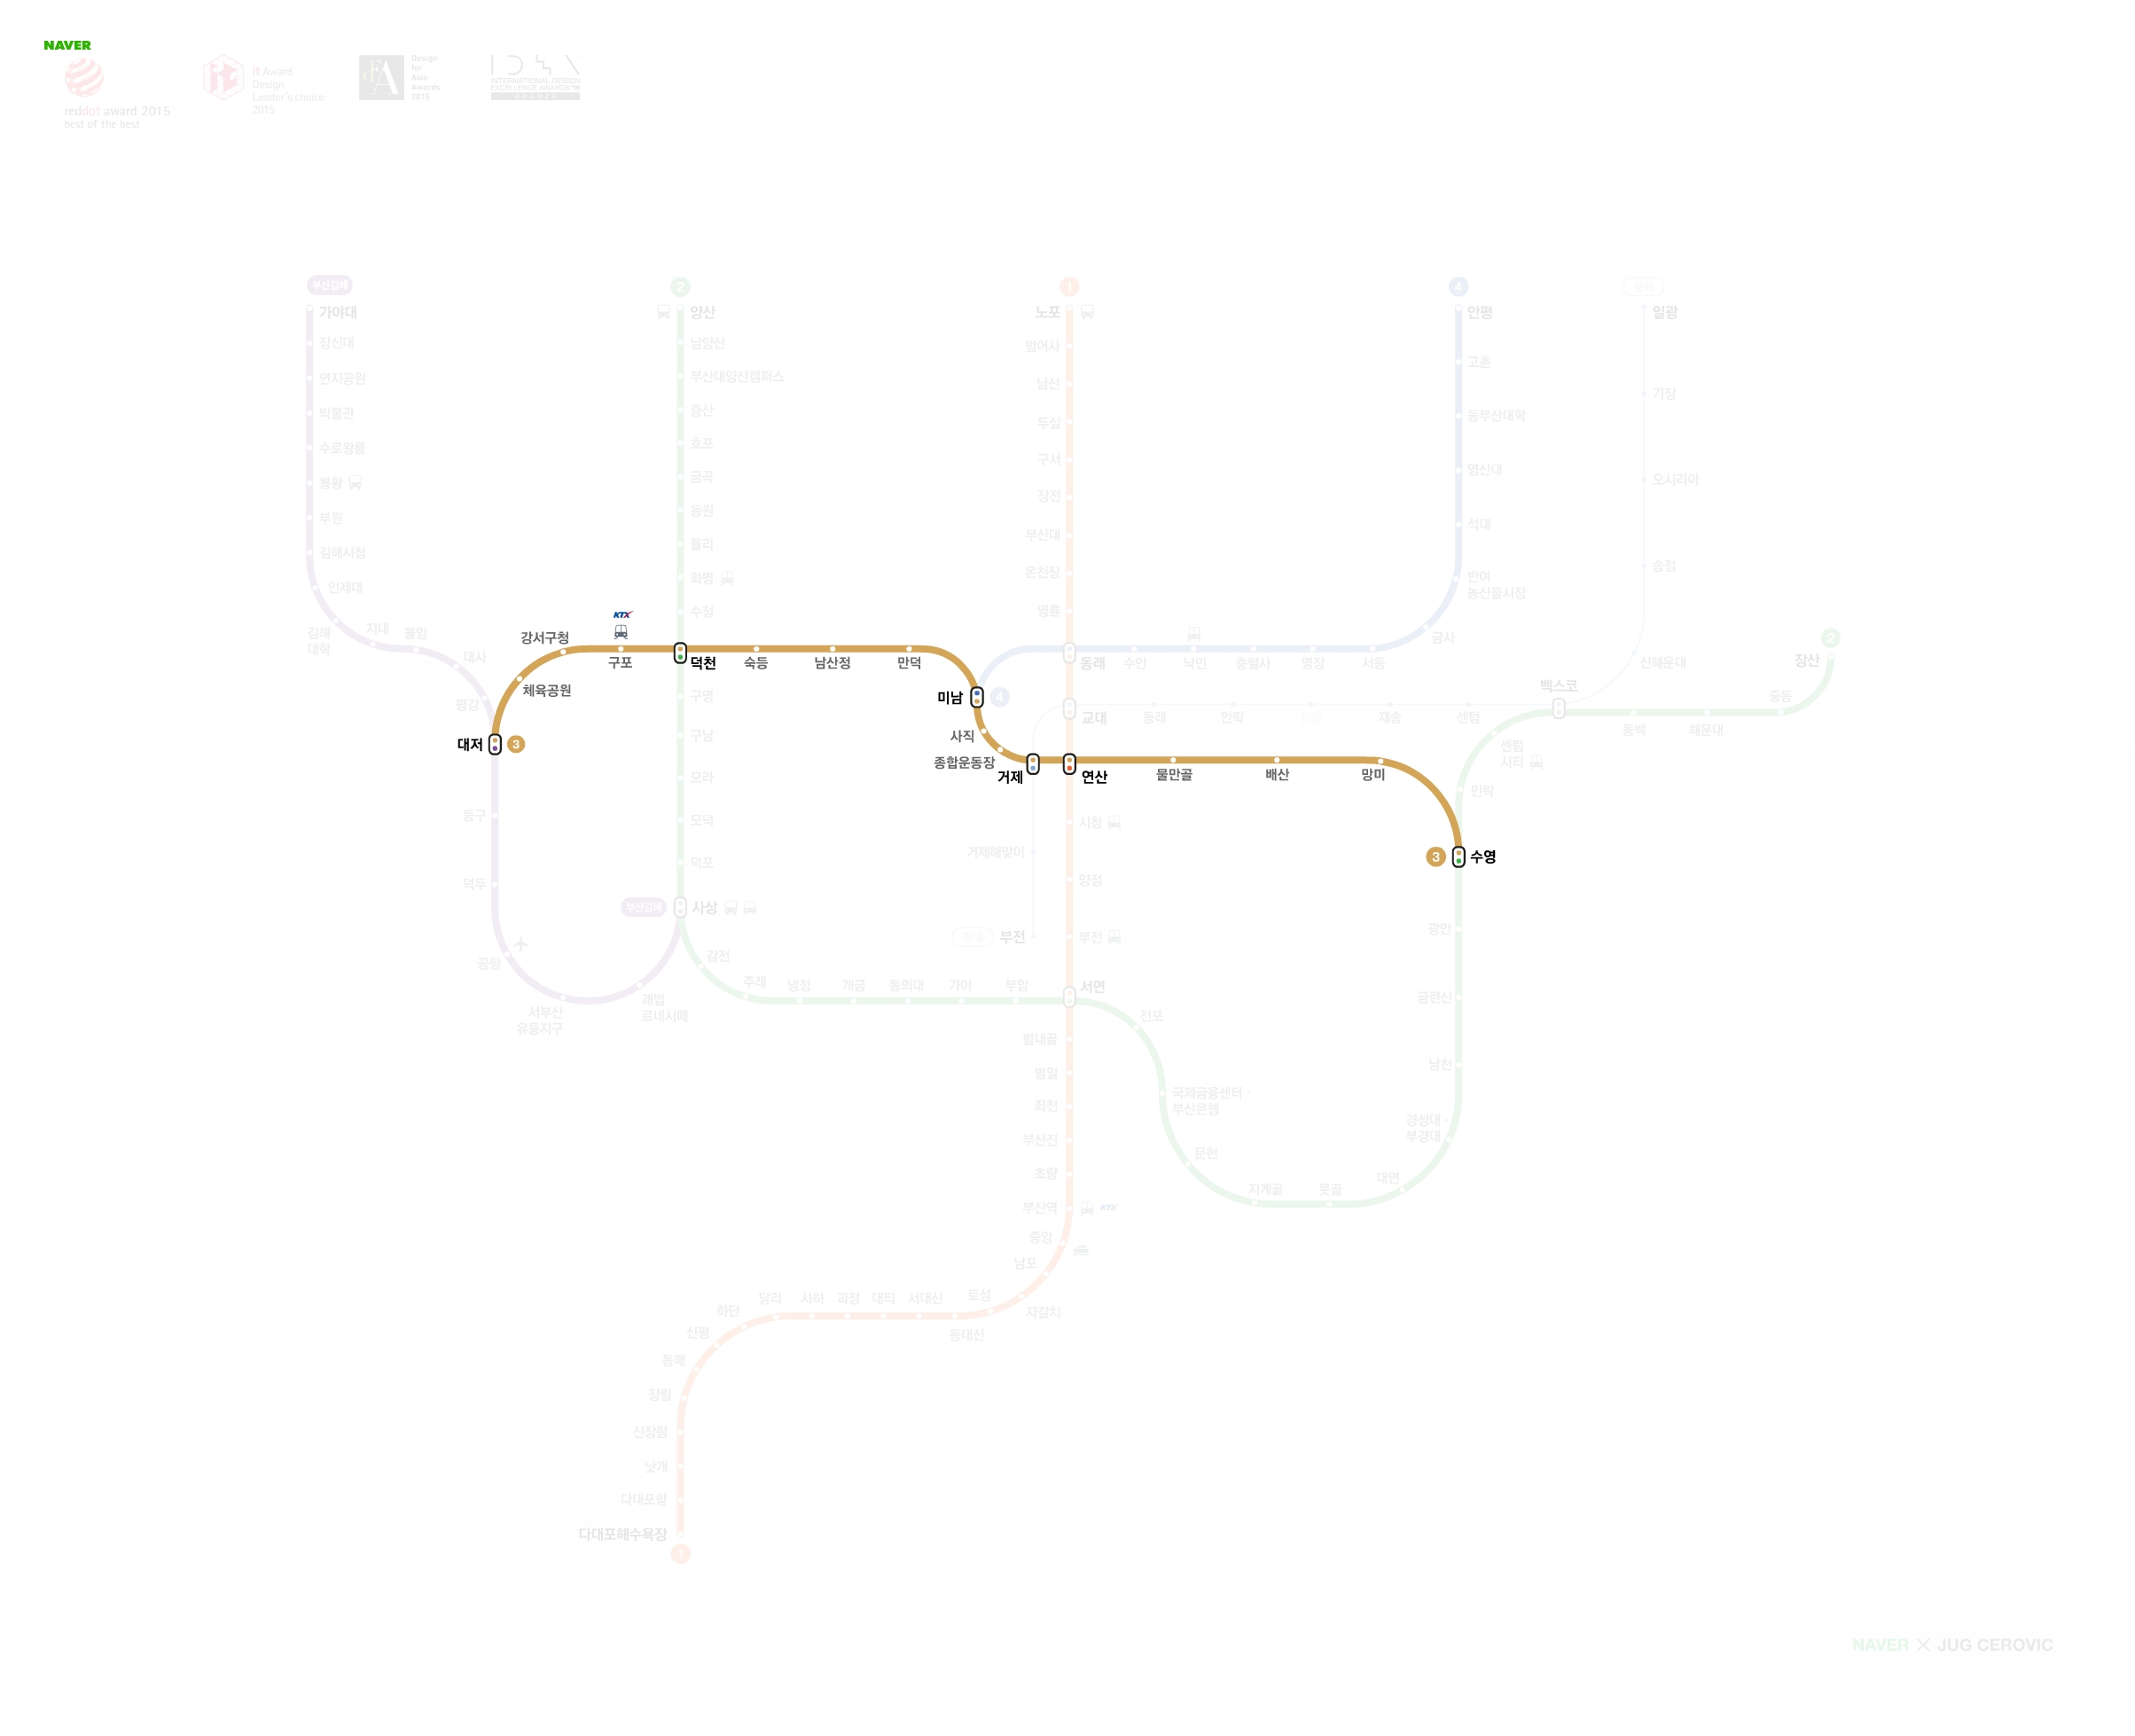 NAVER
reddot award 2015
best of the best
it Award
Design
Leader's choice
2015
Design
for
Asia
Awards
2015
INTERNATIONAL DESIGN
부산김해
2
1
4
동해
가야대
장신대
연지공원
박물관
수로왕릉
봉황
부원
김해시청
인제대
김해
대학
지내
불암
대사
평강
양산
남양산
부산대양산캠퍼스
증산
호포
금곡
동원
율리
화명
수정
노포
범어사
남산
두실
구서
장전
부산대
온천장
명륜
안평
고촌
동부산대학
영산대
석대
반여
농산물시장
금사
일광
기장
오시리아
송정
신해운대
2
장산
강서구청
KTX
체육공원
구포
덕천
숙등
남산정
만덕
동래
수안
낙민
충렬사
명장
서동
대저
3
구명
구남
모라
모덕
덕포
미남
4
사직
종합운동장
거제
연산
물만골
배산
망미
교대
동래
안락
재송
센텀
벡스코
동백
해운대
중동
센텀
시티
민락
3
수영
등구
덕두
공항
서부산
유통지구
괘법
르네시떼
부산김해
사상
감전
주례
냉정
개금
동의대
가야
부암
서면
거제해맞이
동해
부전
시청
양정
부전
전포
국제금융센터·
부산은행
문현
지게골
못골
대연
경성대·
부경대
남천
금련산
광안
범내골
범일
좌천
부산진
초량
부산역
KTX
중앙
남포
자갈치
토성
동대신
서대신
대티
괴정
사하
당리
하단
신평
동매
장림
신장림
낫개
다대포항
다대포해수욕장
1
NAVER × JUG CEROVIC